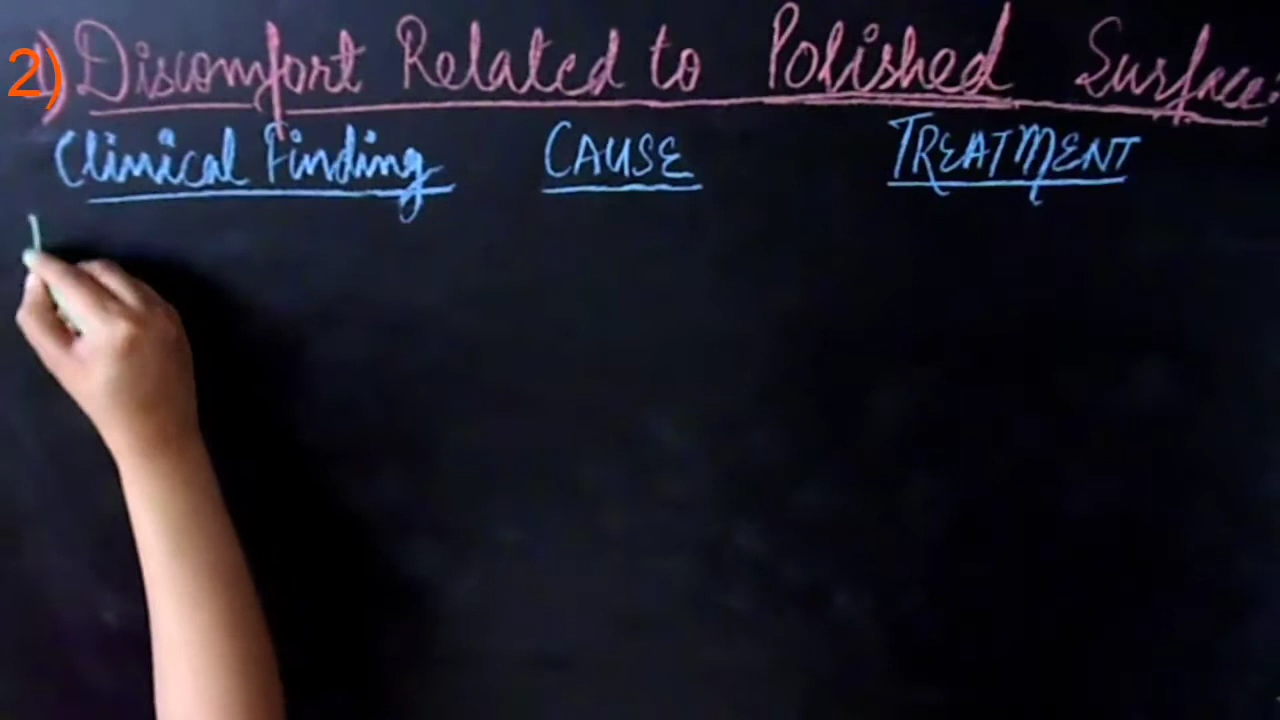 2) Discomfort Related to Polished Surface:
Clinical Finding CAUSE TREATMENT